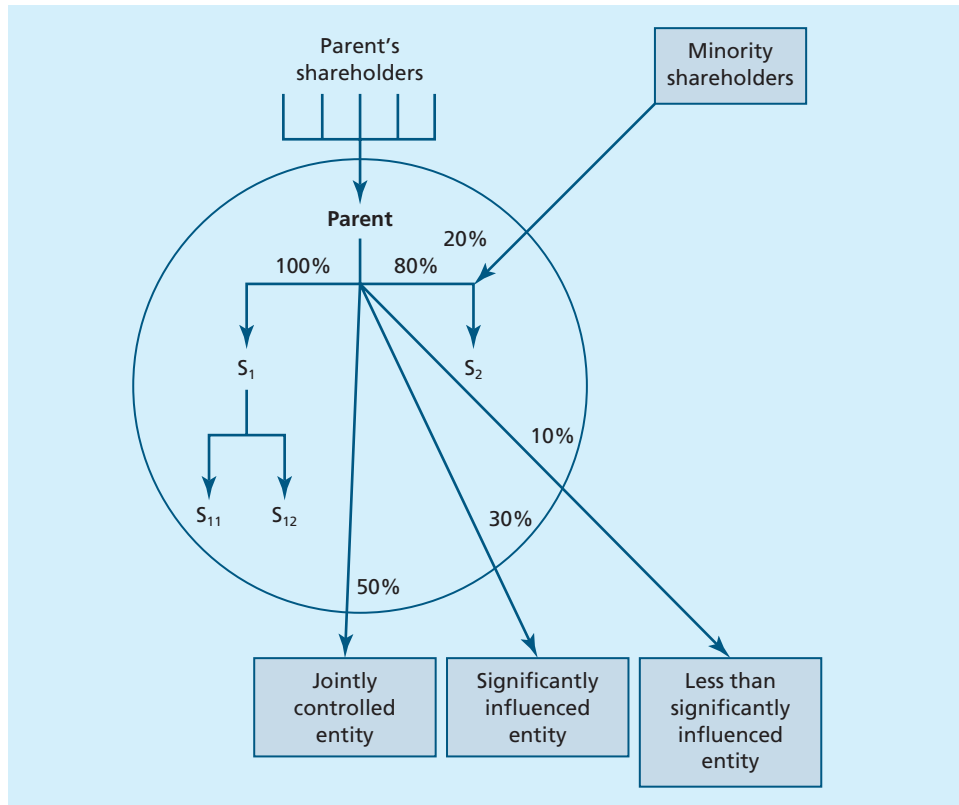 Parent's
shareholders
Minority
shareholders
Parent
20%
100%
80%
S₁
S₂
10%
S₁₁
S₁₂
30%
50%
Jointly
controlled
entity
Significantly
influenced
entity
Less than
significantly
influenced
entity